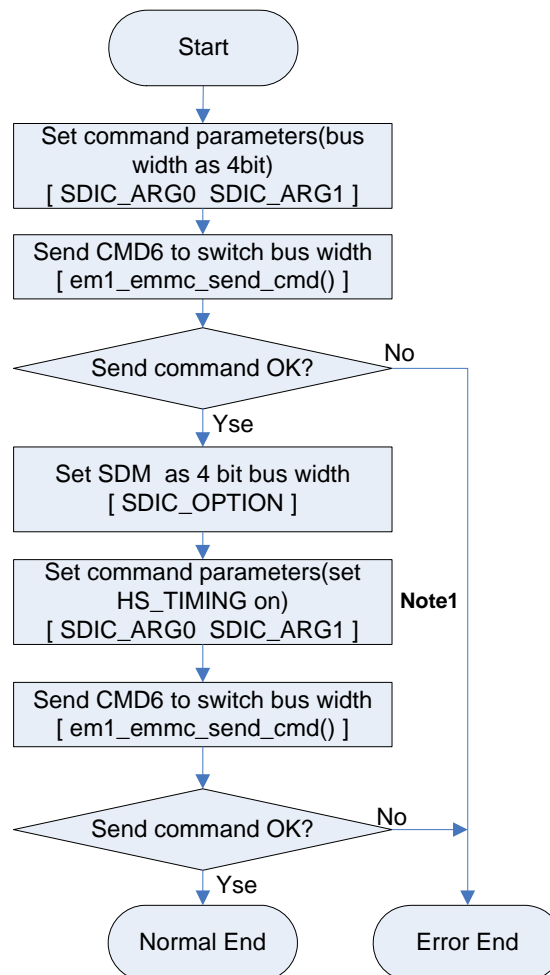 Start
Set command parameters(bus
width as 4bit)
[ SDIC_ARG0  SDIC_ARG1 ]
Send CMD6 to switch bus width
[ em1_emmc_send_cmd() ]
Send command OK?
No
Yse
Set SDM  as 4 bit bus width
[ SDIC_OPTION ]
Set command parameters(set
HS_TIMING on)
[ SDIC_ARG0  SDIC_ARG1 ]
Note1
Send CMD6 to switch bus width
[ em1_emmc_send_cmd() ]
Send command OK?
No
Yse
Normal End
Error End